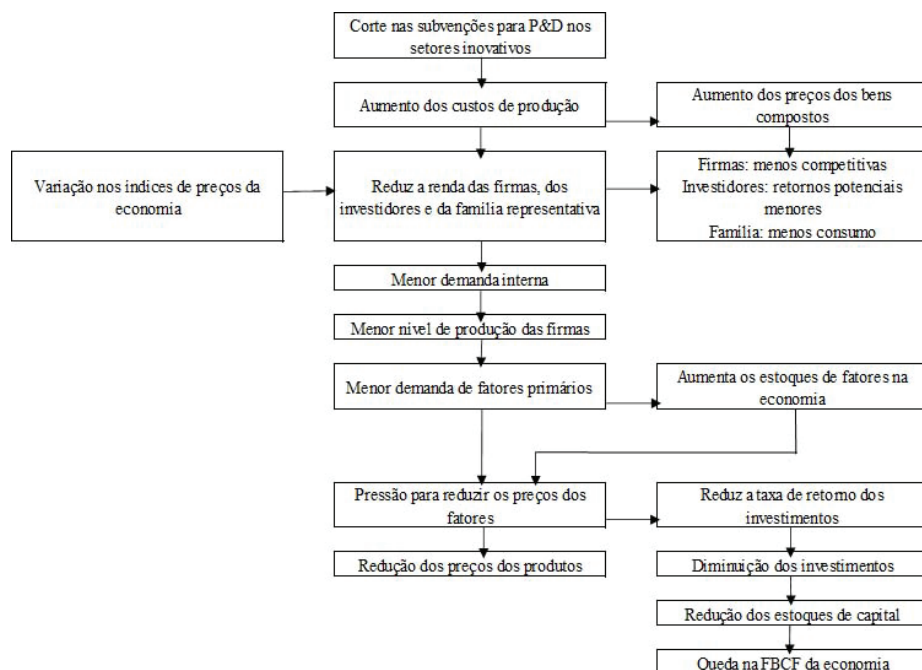 Corte nas subvenções para P&D nos
setores inovativos
Aumento dos custos de produção
Aumento dos preços dos bens
compostos
Variação nos indices de preços da
economia
Reduz a renda das firmas, dos
investidores e da familia representativa
Firmas: menos competitivas
Investidores: retornos potenciais
menores
Familia: menos consumo
Menor demanda interna
Menor nivel de produção das firmas
Menor demanda de fatores primários
Aumenta os estoques de fatores na
economia
Pressão para reduzir os preços dos
fatores
Reduz a taxa de retorno dos
investimentos
Redução dos preços dos produtos
Diminuição dos investimentos
Redução dos estoques de capital
Queda na FBCF da economia